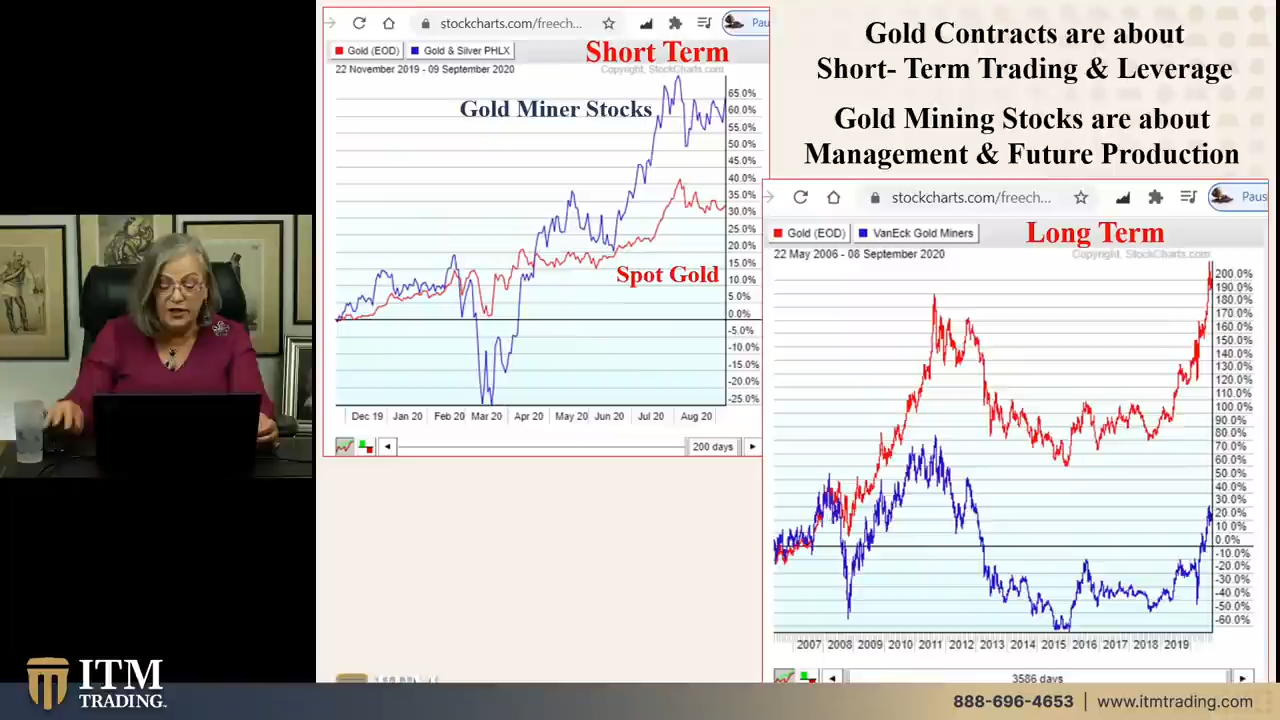 Gold Contracts are about
Short- Term Trading & Leverage
Gold Mining Stocks are about
Management & Future Production
stockcharts.com/freech...
Pau
Gold (EOD) Gold & Silver PHLX
Short Term
22 November 2019 - 09 September 2020
Copyright, StockCharts.com
Gold Miner Stocks
Spot Gold
65.0%
60.0%
55.0%
45.0%
40.0%
35.0%
30.0%
20.0%
15.0%
10.0%
5.0%
0.0%
-5.0%
-10.0%
-15.0%
-20.0%
-25.0%
Dec 19 Jan 20 Feb 20 Mar 20 Apr 20 May 20 Jun 20 Jul 20 Aug 20
200 days
stockcharts.com/freech...
Paus
Gold (EOD) VanEck Gold Miners
Long Term
22 May 2006 - 08 September 2020
Copyright, StockCharts.com
200.0%
190.0%
180.0%
170.0%
160.0%
150.0%
140.0%
130.0%
120.0%
100.0%
90.0%
80.0%
70.0%
60.0%
50.0%
40.0%
30.0%
20.0%
10.0%
0.0%
-10.0%
-20.0%
-30.0%
-40.0%
-50.0%
-60.0%
2007 2008 2009 2010 2011 2012 2013 2014 2015 2016 2017 2018 2019
3586 days
ITM
TRADING
888-696-4653 | www.itmtrading.com